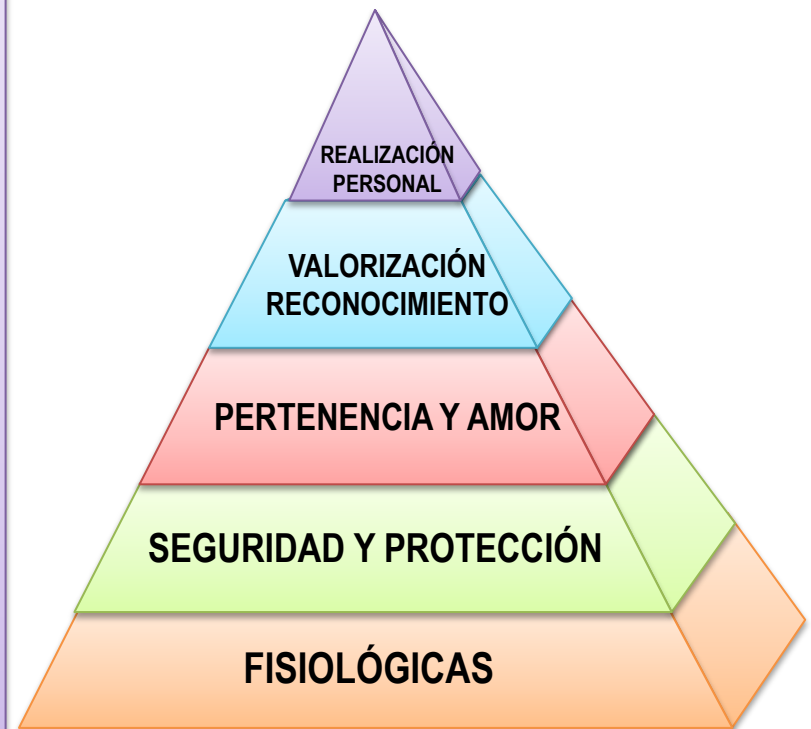 REALIZACIÓN
PERSONAL
VALORIZACIÓN
RECONOCIMIENTO
PERTENENCIA Y AMOR
SEGURIDAD Y PROTECCIÓN
FISIOLÓGICAS